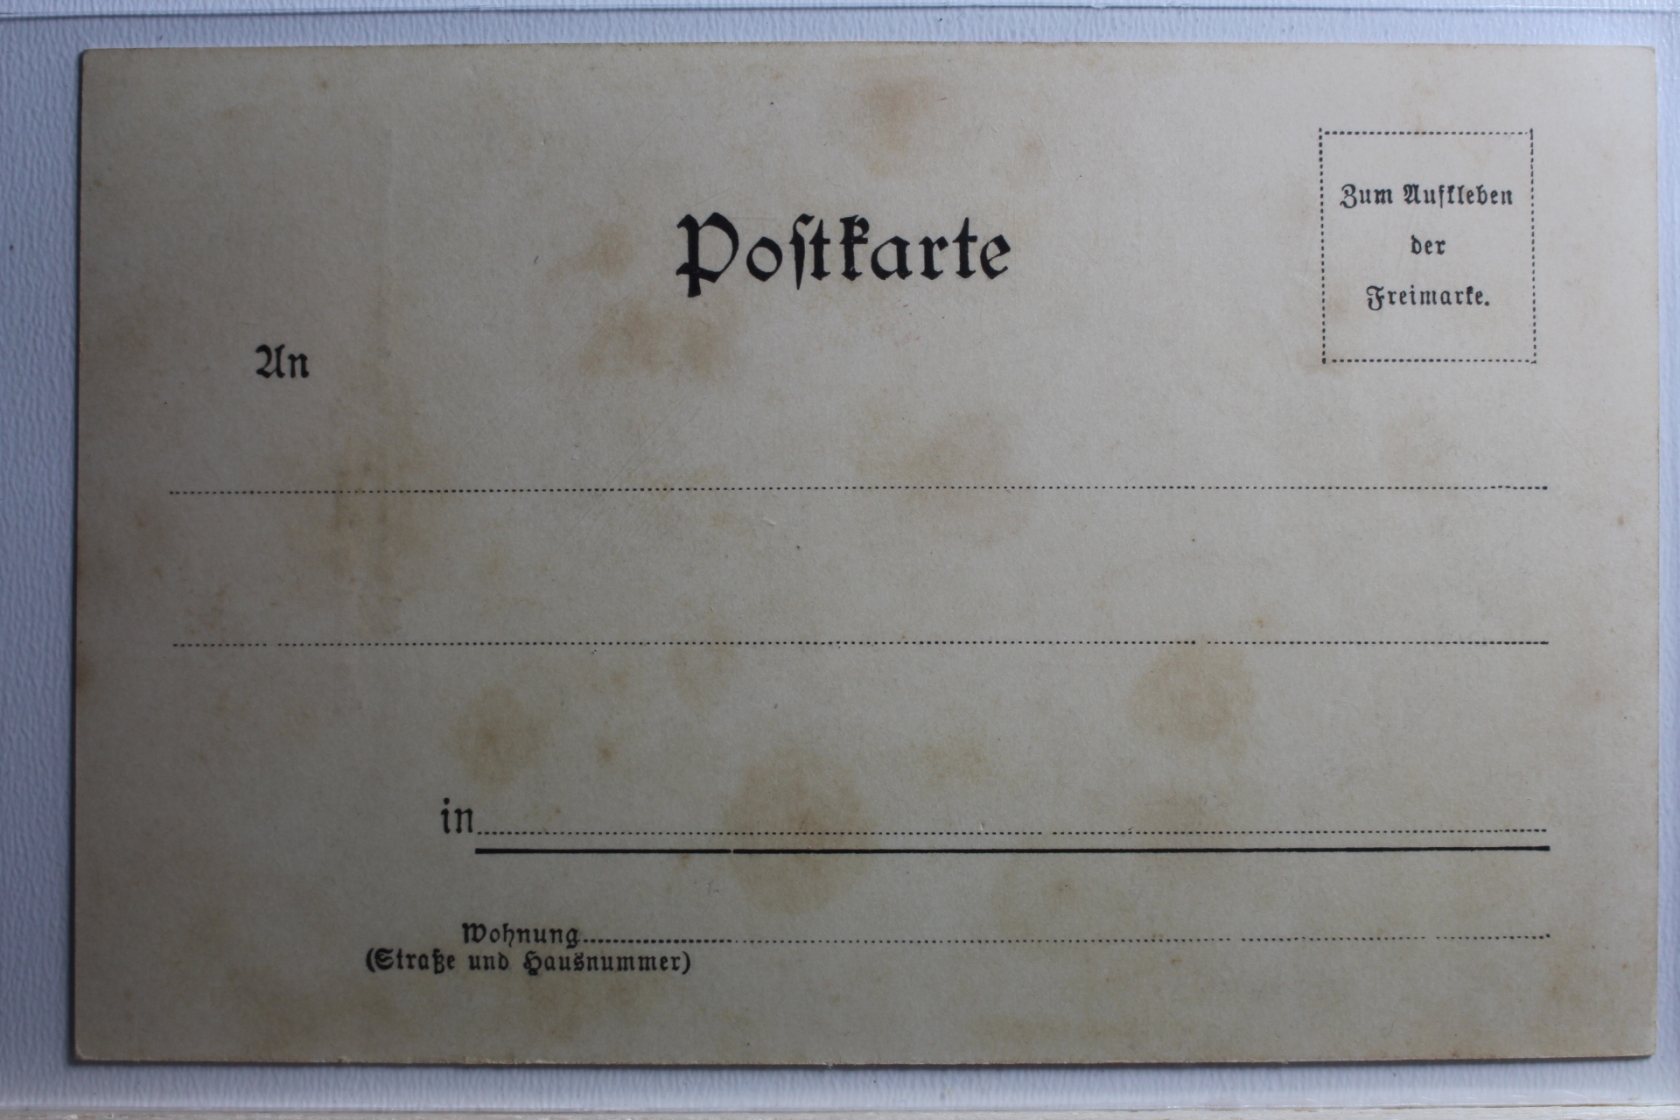 Postkarte
Zum Aufkleben
der
Freimarke.
An
in
Wohnung
(Straße und Hausnummer)